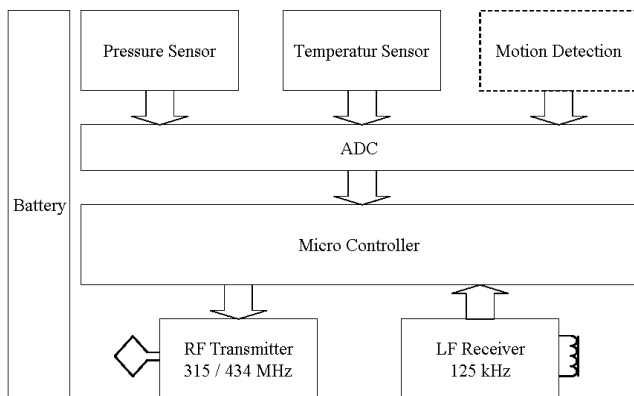 Pressure Sensor
Temperatur Sensor
Motion Detection
ADC
Battery
Micro Controller
RF Transmitter
315 / 434 MHz
LF Receiver
125 kHz